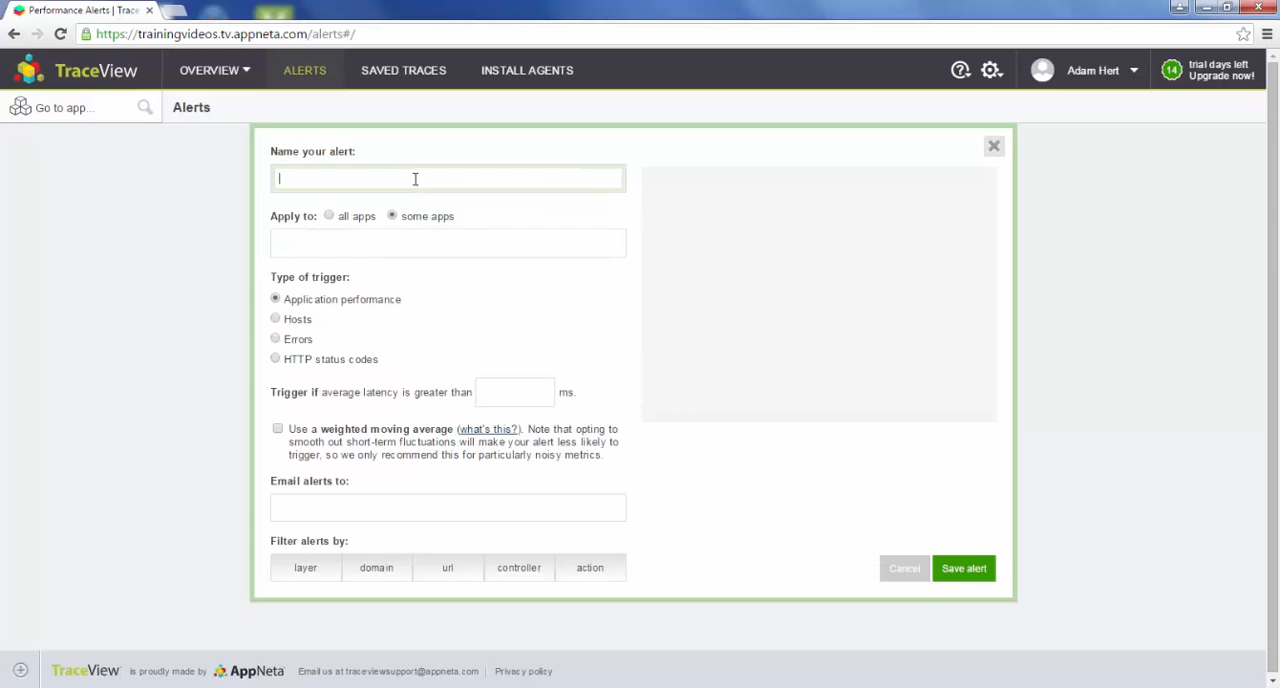 Performance Alerts | Trace
https://trainingvideos.tv.appneta.com/alerts#/
TraceView
OVERVIEW
ALERTS
SAVED TRACES
INSTALL AGENTS
Adam Hert
14
trial days left
Upgrade now!
Go to app...
Alerts
Name your alert:
Apply to: all apps some apps
Type of trigger:
Application performance
Hosts
Errors
HTTP status codes
Trigger if average latency is greater than ms.
Use a weighted moving average (what's this?). Note that opting to
smooth out short-term fluctuations will make your alert less likely to
trigger, so we only recommend this for particularly noisy metrics.
Email alerts to:
Filter alerts by:
layer domain url controller action
Cancel Save alert
TraceView is proudly made by AppNeta Email us at traceviewsupport@appneta.com | Privacy policy